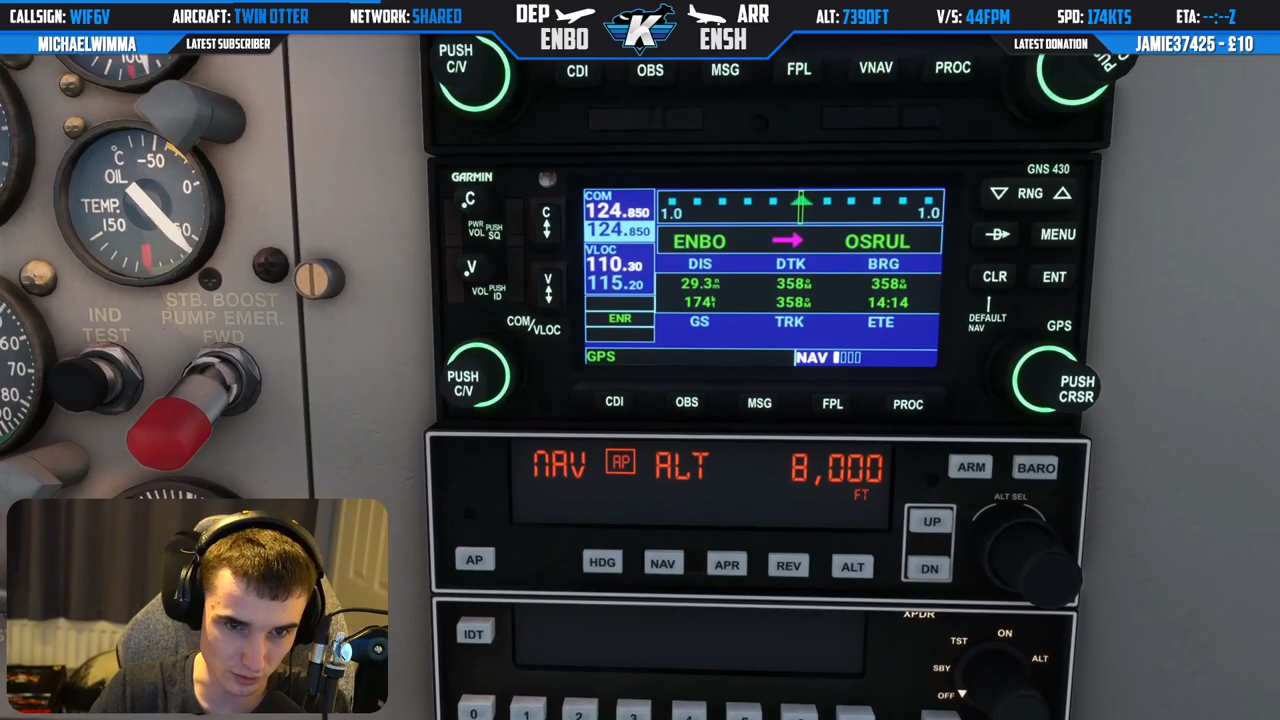 CALLSIGN: WIF6V
AIRCRAFT: TWIN OTTER
NETWORK: SHARED
DEP
ENBO
K
ARR
ENSH
ALT: 7390FT
V/S: 44FPM
SPD: 174KTS
ETA: --:--Z
MICHAELWIMMA
LATEST SUBSCRIBER
LATEST DONATION
JAMIE37425 - £10
PUSH
C/V
CDI
OBS
MSG
FPL
VNAV
PROC
GARMIN
GNS 430
C
PWR
VOL
PUSH
SQ
V
VOL
PUSH
ID
C
V
COM/VLOC
PUSH
C/V
COM
124.850
124.850
VLOC
110.30
115.20
ENR
GPS
1.0
1.0
ENBO
OSRUL
DIS
DTK
BRG
29.3
358
358
174
358
14:14
GS
TRK
ETE
NAV
RNG
D
MENU
CLR
ENT
DEFAULT
NAV
GPS
PUSH
CRSR
CDI
OBS
MSG
FPL
PROC
NAV AP ALT 8,000
FT
ARM
BARO
ALT SEL
UP
DN
AP
HDG
NAV
APR
REV
ALT
IDT
XPDR
ON
TST
ALT
SBY
OFF
0
1
2
3
100
°C
-50
OIL
0
TEMP.
150
50
STB. BOOST
PUMP EMER.
FWD
IND
TEST
60
70
80
90